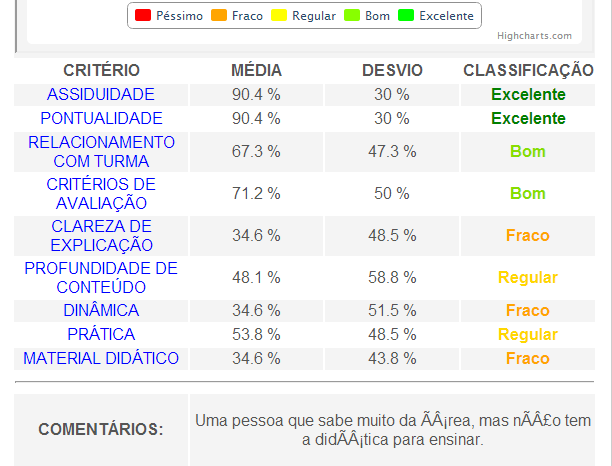 Péssimo Fraco Regular Bom Excelente
Highcharts.com
CRITÉRIO MÉDIA DESVIO CLASSIFICAÇÃO
ASSIDUIDADE 90.4 % 30 % Excelente
PONTUALIDADE 90.4 % 30 % Excelente
RELACIONAMENTO
COM TURMA 67.3 % 47.3 % Bom
CRITÉRIOS DE
AVALIAÇÃO 71.2 % 50 % Bom
CLAREZA DE
EXPLICAÇÃO 34.6 % 48.5 % Fraco
PROFUNDIDADE DE
CONTEÚDO 48.1 % 58.8 % Regular
DINÂMICA 34.6 % 51.5 % Fraco
PRÁTICA 53.8 % 48.5 % Regular
MATERIAL DIDÁTICO 34.6 % 43.8 % Fraco
COMENTÁRIOS:
Uma pessoa que sabe muito da ÃÂ¡rea, mas nÃÂ£o tem
a didÃÂ¡tica para ensinar.